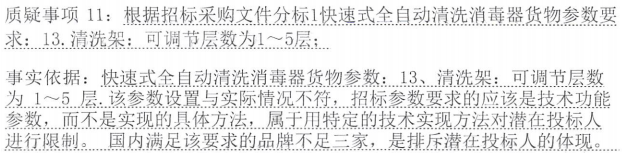 质疑事项 11：根据招标采购文件分标1快速式全自动清洗消毒器货物参数要
求：13.清洗架：可调节层数为1～5层；
事实依据：快速式全自动清洗消毒器货物参数：13、清洗架：可调节层数
为 1～5 层.该参数设置与实际情况不符，招标参数要求的应该是技术功能
参数，而不是实现的具体方法，属于用特定的技术实现方法对潜在投标人
进行限制。 国内满足该要求的品牌不足三家，是排斥潜在投标人的体现。